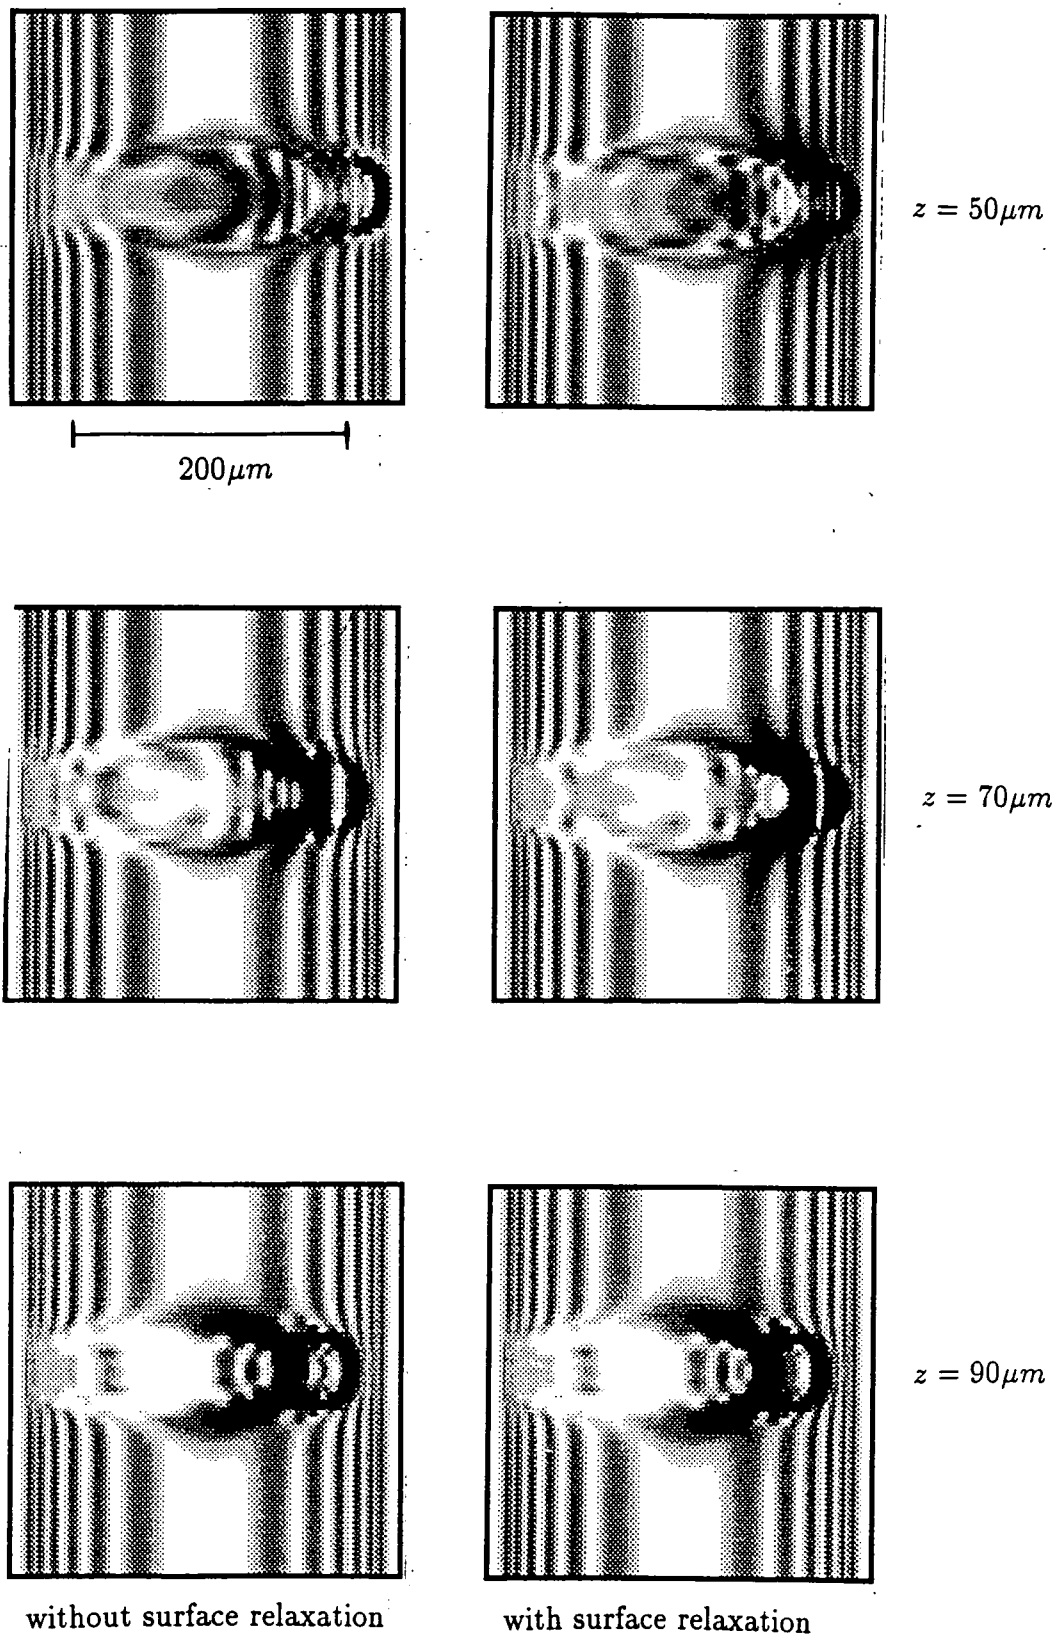 z = 50μm
200μm
z = 70μm
z = 90μm
without surface relaxation
with surface relaxation